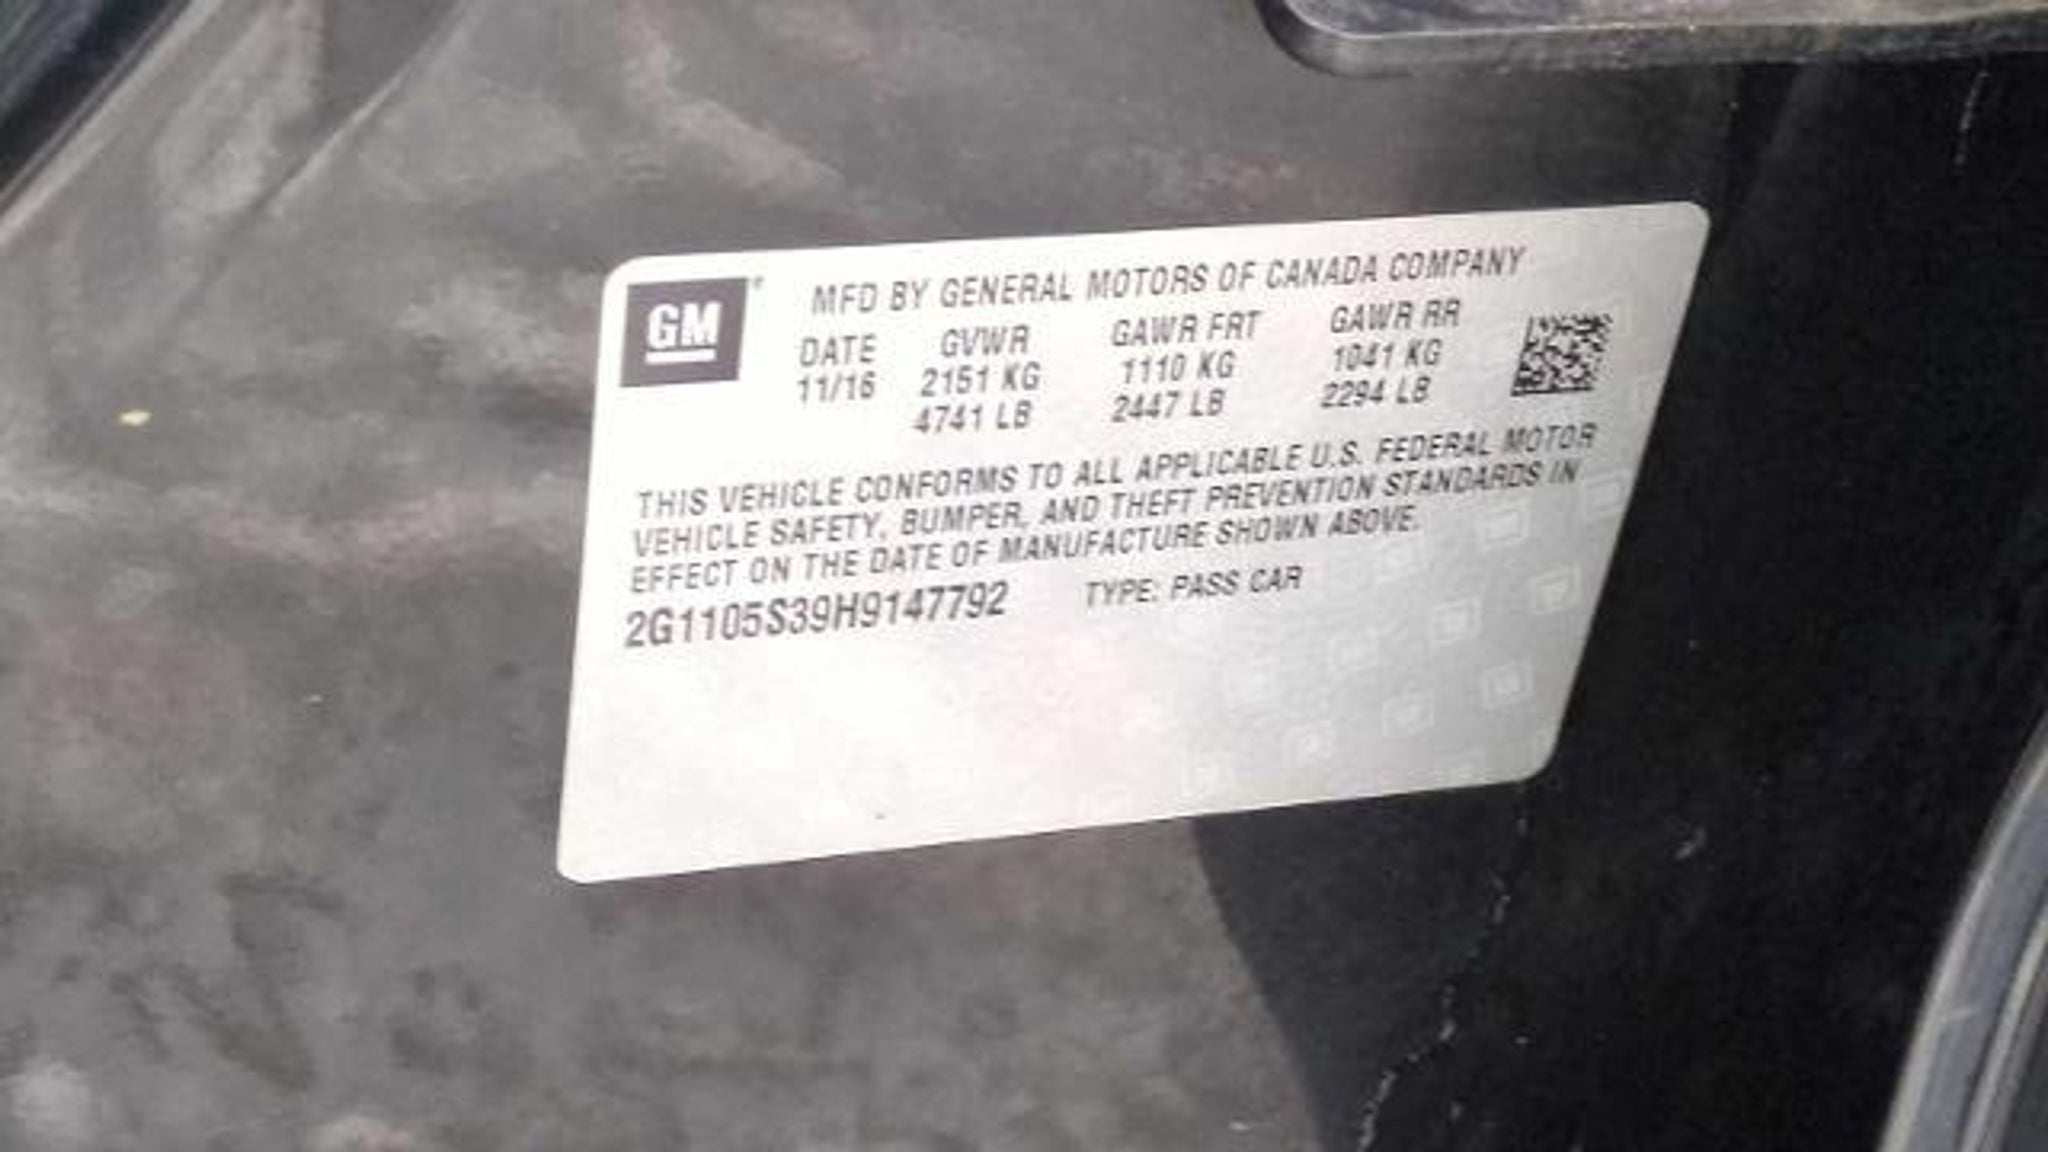 GM
MFD BY GENERAL MOTORS OF CANADA COMPANY
DATE GVWR GAWR FRT GAWR RR
11/16 2151 KG 1110 KG 1041 KG
4741 LB 2447 LB 2294 LB
THIS VEHICLE CONFORMS TO ALL APPLICABLE U.S. FEDERAL MOTOR
VEHICLE SAFETY, BUMPER, AND THEFT PREVENTION STANDARDS IN
EFFECT ON THE DATE OF MANUFACTURE SHOWN ABOVE.
2G1105S39H9147792 TYPE: PASS CAR